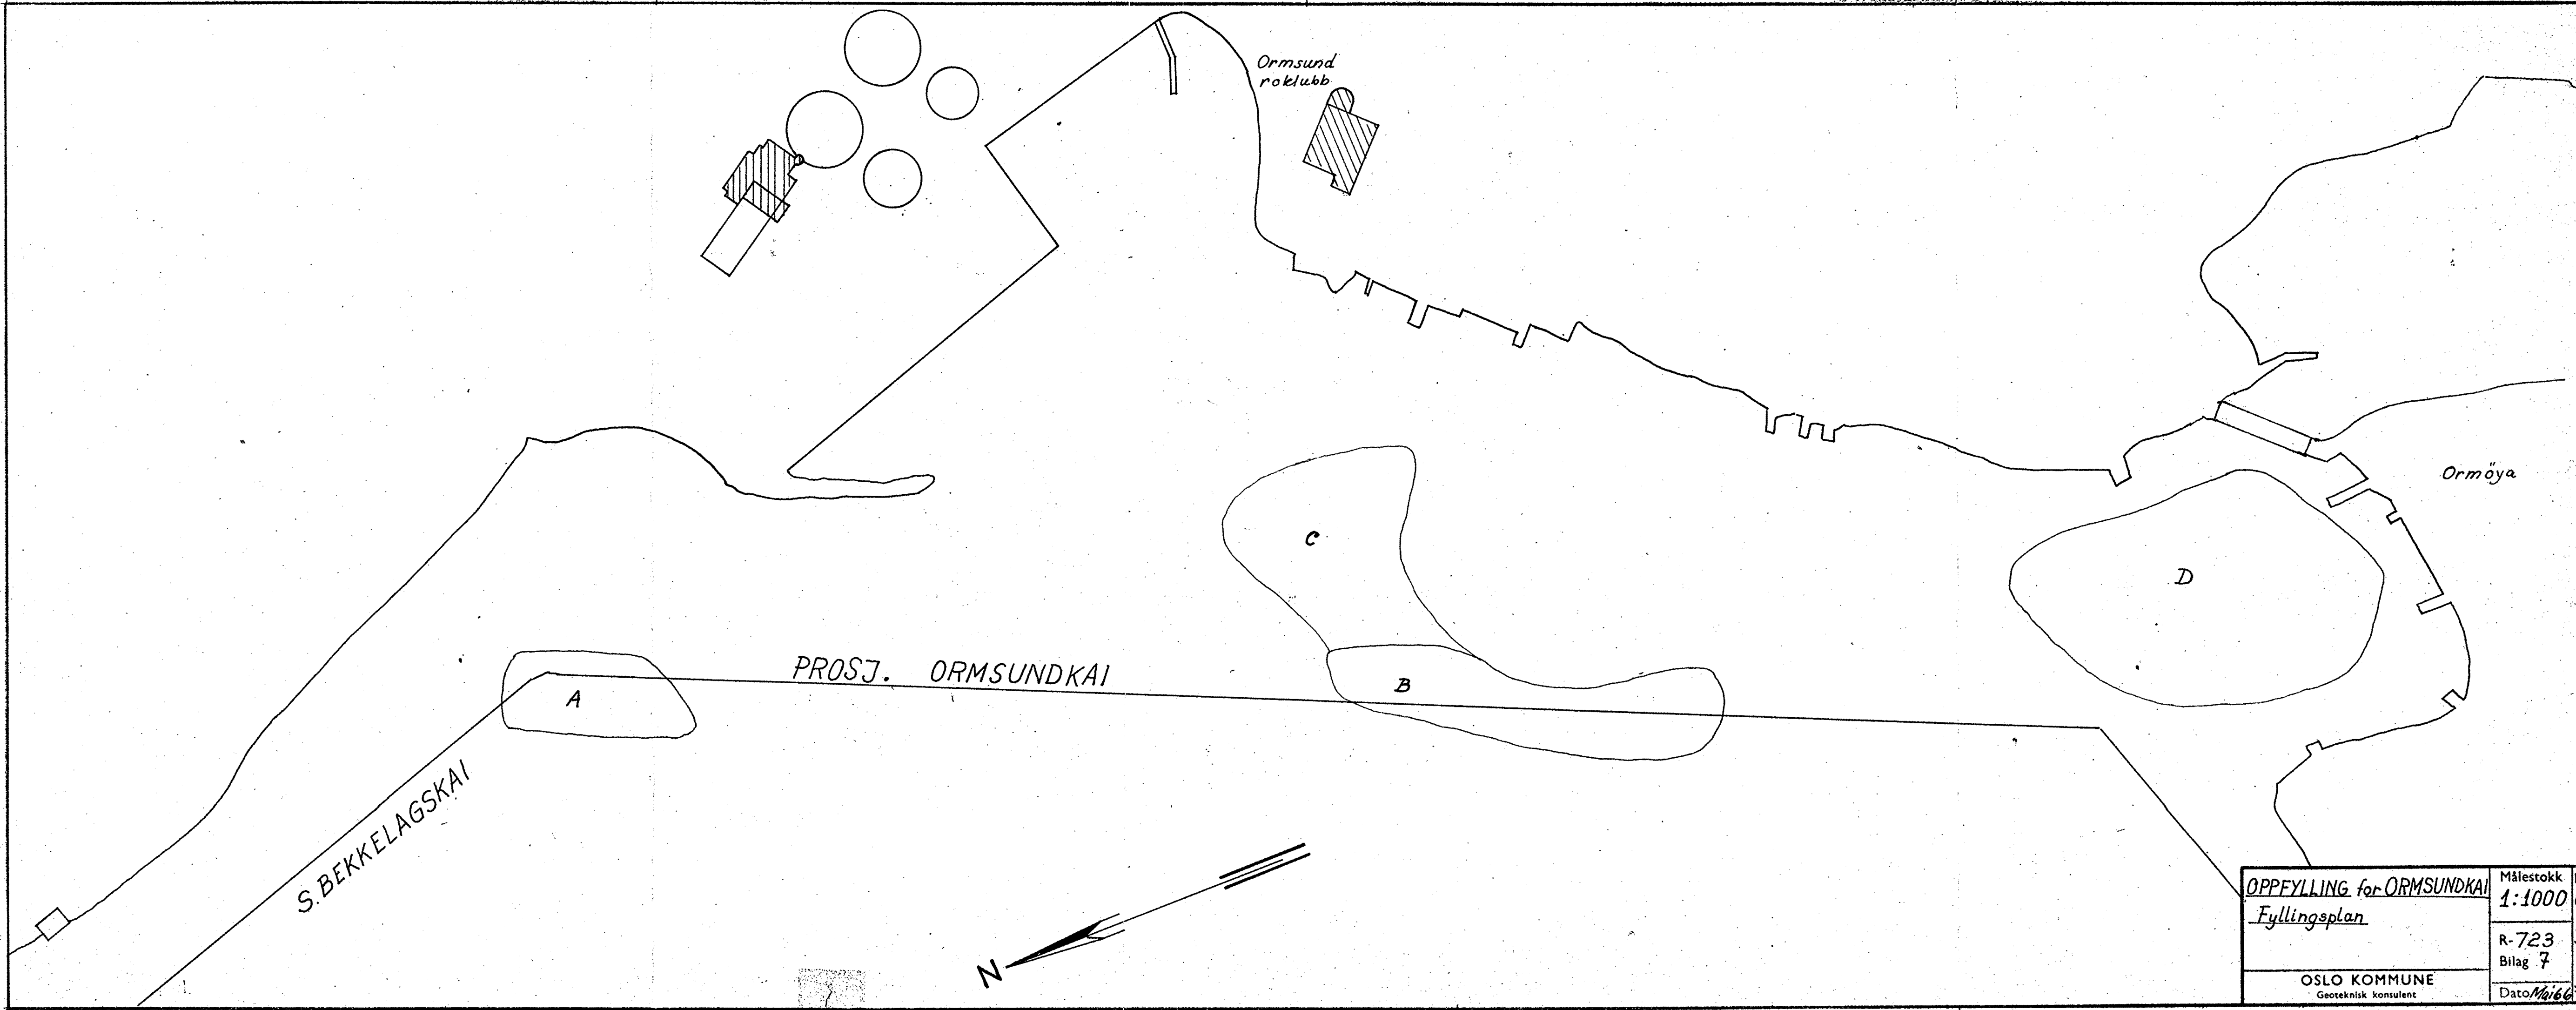 Ormsund
roklubb
Ormöya
C
D
PROSJ. ORMSUNDKAI
A
B
S. BEKKELAGSKAI
N
OPPFYLLING for ORMSUNDKAI
Fyllingsplan
OSLO KOMMUNE
Geoteknisk konsulent
Målestokk
1:1000
R-723
Bilag 7
Dato Mai 66